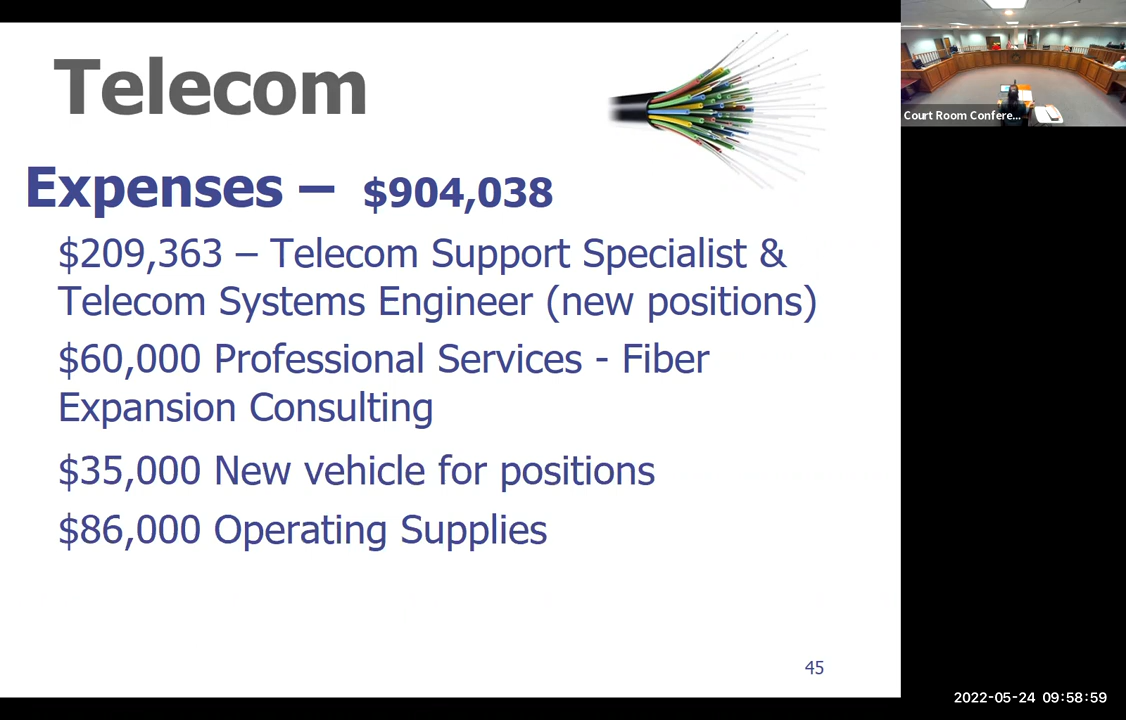 Telecom
Expenses – $904,038
$209,363 – Telecom Support Specialist &
Telecom Systems Engineer (new positions)
$60,000 Professional Services - Fiber
Expansion Consulting
$35,000 New vehicle for positions
$86,000 Operating Supplies
45
Court Room Confere...
2022-05-24 09:58:59